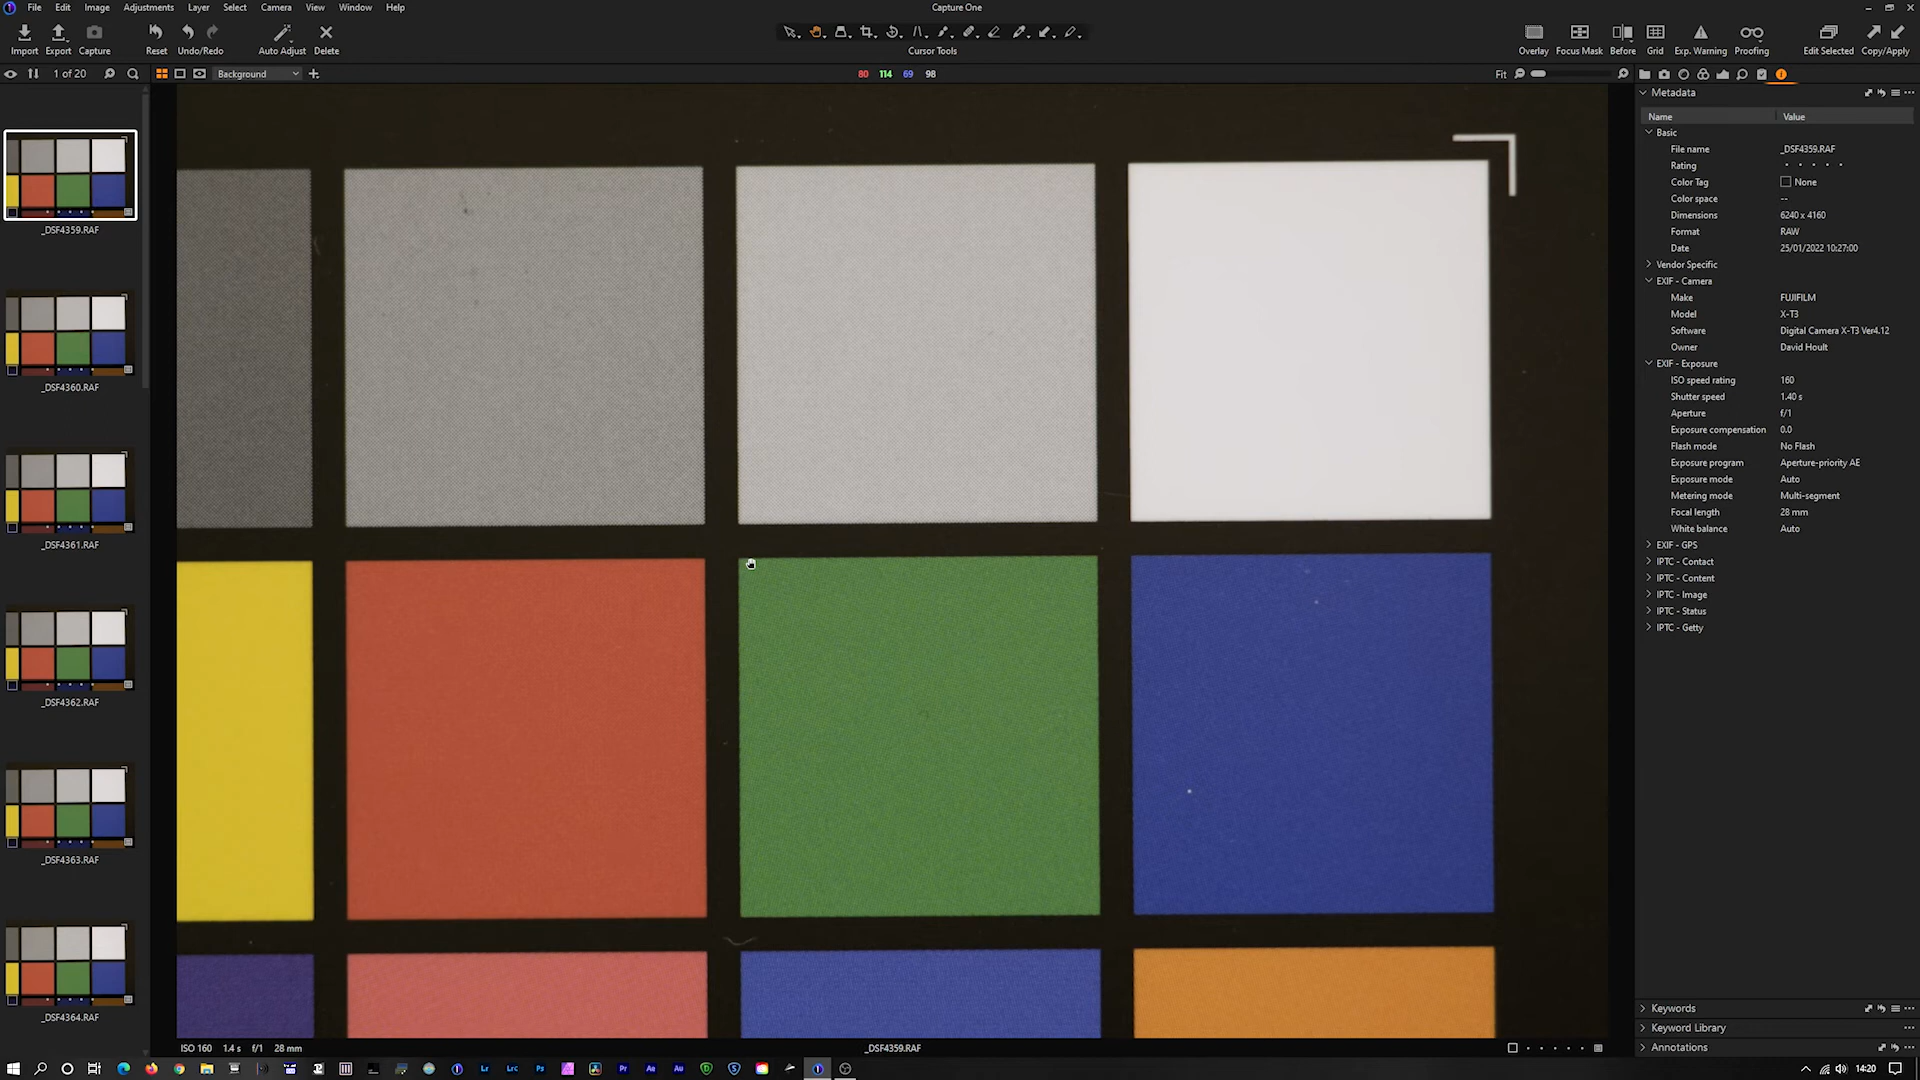 File Edit Image Adjustments Layer Select Camera View Window Help
Capture One
Import Export Capture Reset Undo/Redo Auto Adjust Delete
Cursor Tools
Overlay Focus Mask Before Grid Exp. Warning Proofing Edit Selected Copy/Apply
1 of 20
Background
80 114 69 98
Fit
_DSF4359.RAF
_DSF4360.RAF
_DSF4361.RAF
_DSF4362.RAF
_DSF4363.RAF
_DSF4364.RAF
ISO 160 1.4 s f/1 28 mm
_DSF4359.RAF
Metadata
Name Value
Basic
File name _DSF4359.RAF
Rating
Color Tag None
Color space --
Dimensions 6240 x 4160
Format RAW
Date 25/01/2022 10:27:00
Vendor Specific
EXIF - Camera
Make FUJIFILM
Model X-T3
Software Digital Camera X-T3 Ver4.12
Owner David Hoult
EXIF - Exposure
ISO speed rating 160
Shutter speed 1.40 s
Aperture f/1
Exposure compensation 0.0
Flash mode No Flash
Exposure program Aperture-priority AE
Exposure mode Auto
Metering mode Multi-segment
Focal length 28 mm
White balance Auto
EXIF - GPS
IPTC - Contact
IPTC - Content
IPTC - Image
IPTC - Status
IPTC - Getty
Keywords
Keyword Library
Annotations
Lr Lrc Ps Pr Ae Au
14:20